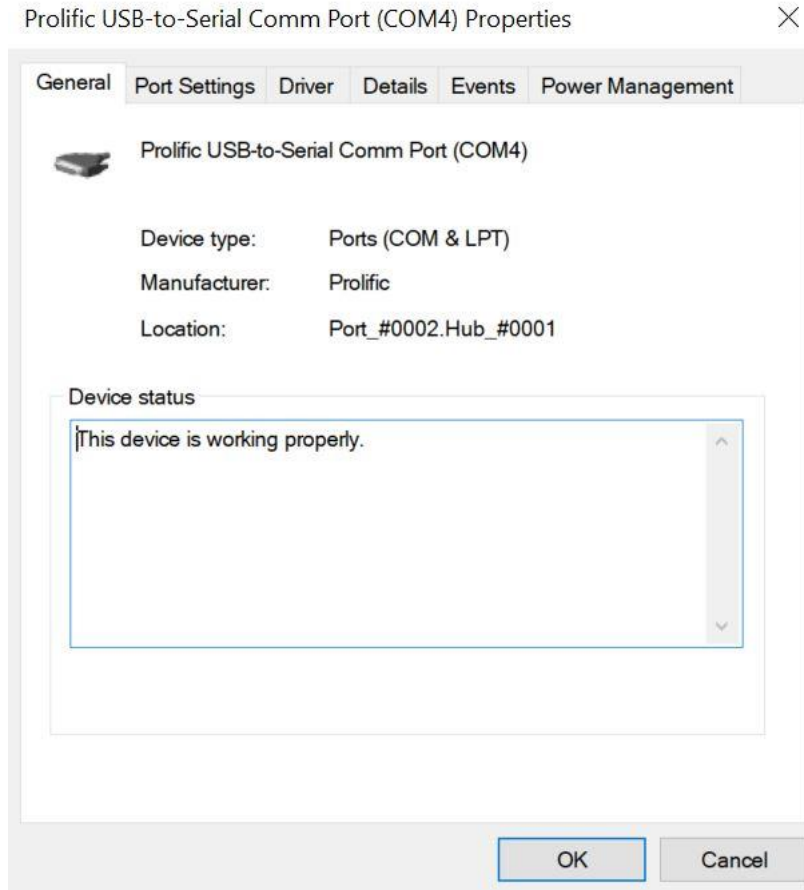 Prolific USB-to-Serial Comm Port (COM4) Properties
General Port Settings Driver Details Events Power Management
Prolific USB-to-Serial Comm Port (COM4)
Device type: Ports (COM & LPT)
Manufacturer: Prolific
Location: Port_#0002.Hub_#0001
Device status
This device is working properly.
OK Cancel